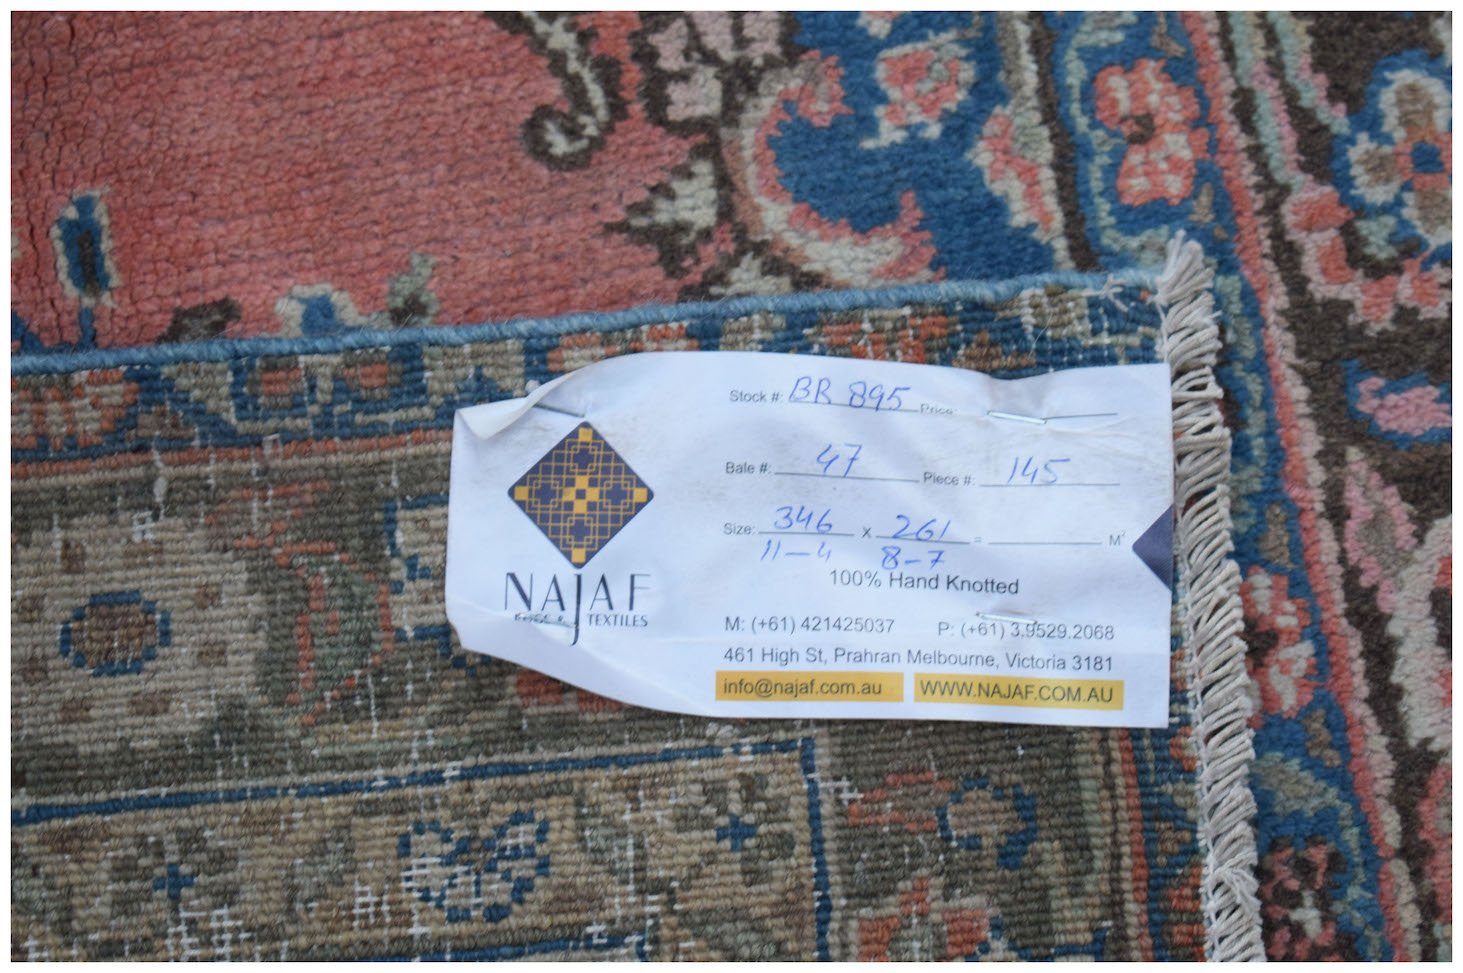 Stock #: BR 895 Price
Bale #: 47 Piece #: 145
Size: 346 x 261 = M²
11-4 8-7
100% Hand Knotted
NAJAF
TEXTILES
M: (+61) 421425037 P: (+61) 3.9529.2068
461 High St, Prahran Melbourne, Victoria 3181
info@najaf.com.au WWW.NAJAF.COM.AU